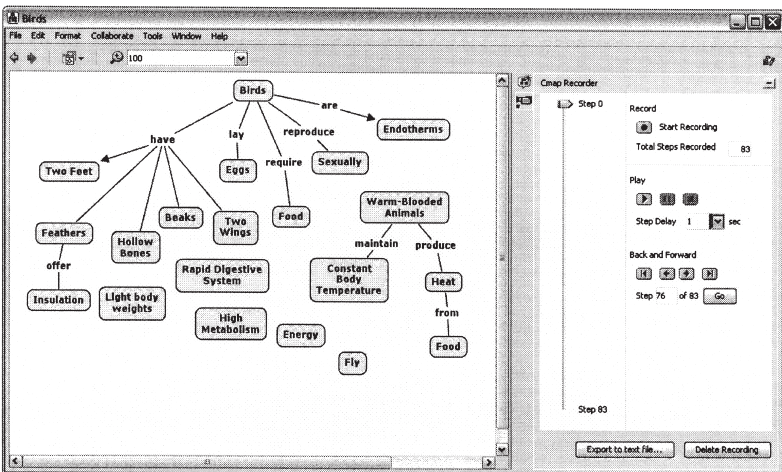 Birds
File Edit Format Collaborate Tools Window Help
100
Birds
are
Endotherms
have
lay
reproduce
Two Feet
Eggs
require
Sexually
Feathers
Hollow
Bones
Beaks
Two
Wings
Food
Warm-Blooded
Animals
offer
maintain
produce
Insulation
Light body
weights
Rapid Digestive
System
Constant
Body
Temperature
Heat
High
Metabolism
Energy
from
Fly
Food
Cmap Recorder
Step 0
Step 83
Record
Start Recording
Total Steps Recorded 83
Play
Step Delay 1 sec
Back and Forward
Step 76 of 83 Go
Export to text file... Delete Recording